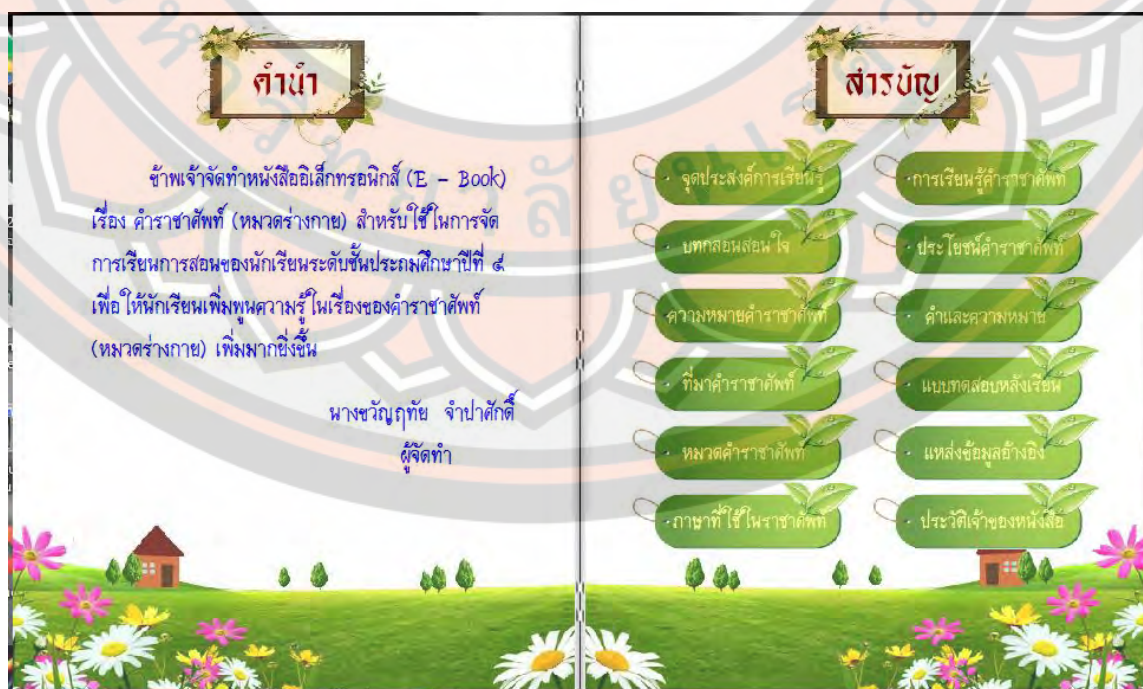 คำนำ
ข้าพเจ้าจัดทำหนังสืออิเล็กทรอนิกส์ (E – Book)
เรื่อง คำราชาศัพท์ (หมวดร่างกาย) สำหรับใช้ในการจัด
การเรียนการสอนของนักเรียนระดับชั้นประถมศึกษาปีที่ ๕
เพื่อให้นักเรียนเพิ่มพูนความรู้ในเรื่องของคำราชาศัพท์
(หมวดร่างกาย) เพิ่มมากยิ่งขึ้น
นางขวัญฤทัย จำปาศักดิ์
ผู้จัดทำ
สารบัญ
จุดประสงค์การเรียนรู้
บทกลอนสอนใจ
ความหมายคำราชาศัพท์
ที่มาคำราชาศัพท์
หมวดคำราชาศัพท์
ภาษาที่ใช้ในราชาศัพท์
การเรียนรู้คำราชาศัพท์
ประโยชน์คำราชาศัพท์
คำและความหมาย
แบบทดสอบหลังเรียน
แหล่งข้อมูลอ้างอิง
ประวัติเจ้าของหนังสือ